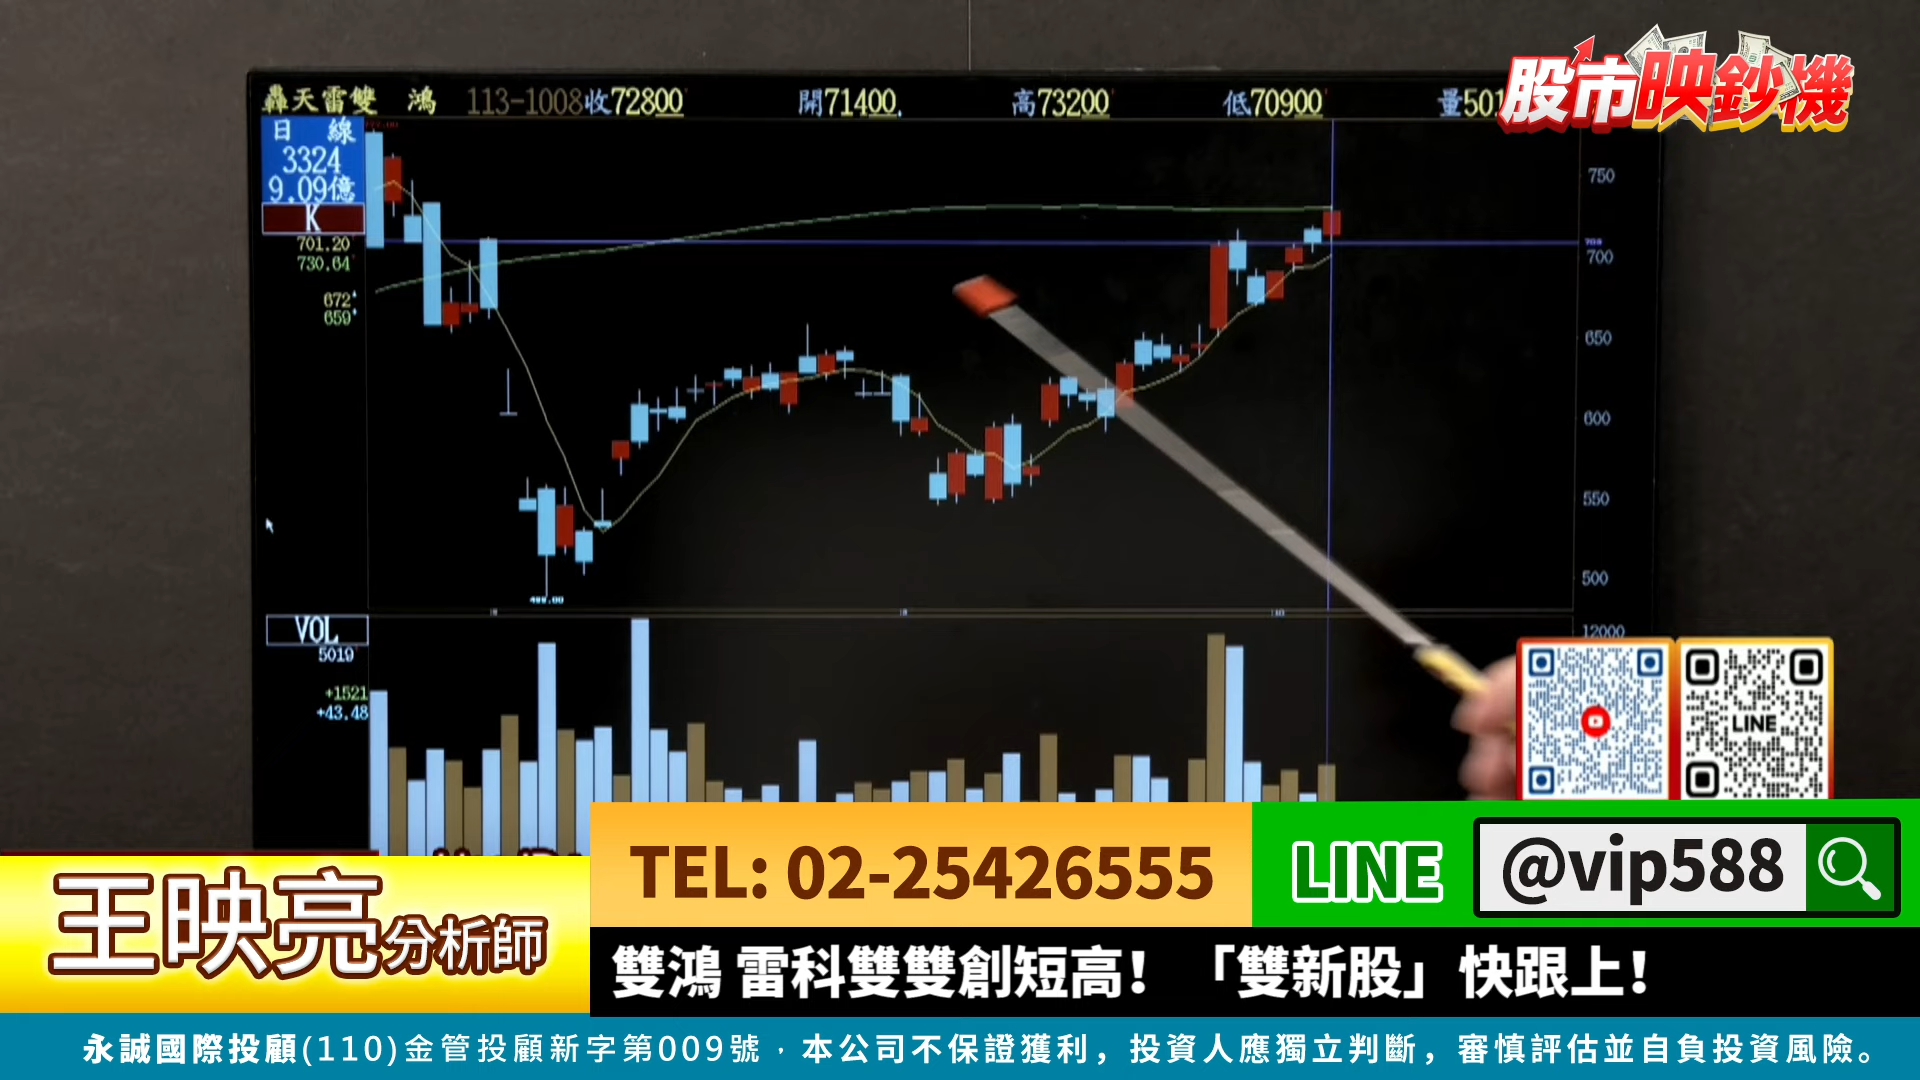 股市映鈔機
轟天雷雙 鴻 113-1008收72800 開71400. 高73200 低70900 量501
日 線
3324
9.09億
K
701.20
730.64
672
659
750
700
650
600
550
500
499.00
VOL
5019
+1521
+43.48
12000
LINE
TEL: 02-25426555
LINE @vip588
王映亮分析師
雙鴻 雷科雙雙創短高! 「雙新股」快跟上!
永誠國際投顧(110)金管投顧新字第009號，本公司不保證獲利，投資人應獨立判斷，審慎評估並自負投資風險。